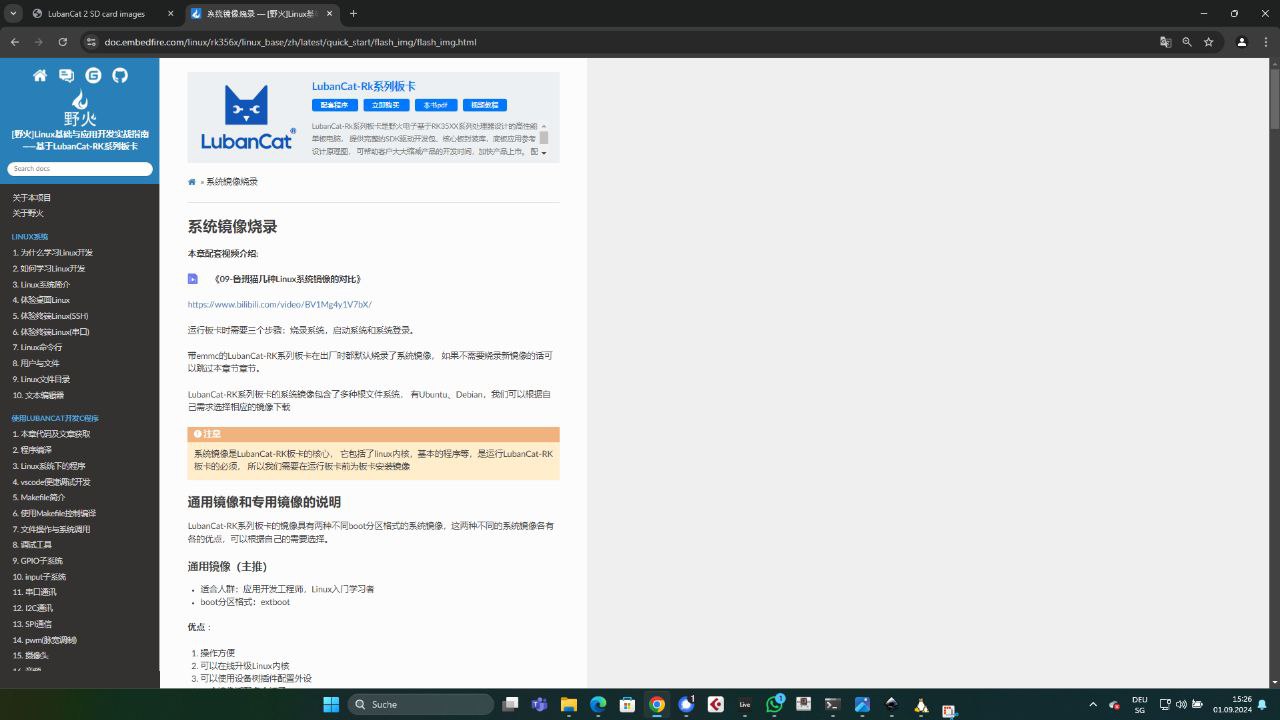 LubanCat 2 SD card images
系统镜像烧录 — [野火]Linux基础
doc.embedfire.com/linux/rk356x/linux_base/zh/latest/quick_start/flash_img/flash_img.html
野火
[野火]Linux基础与应用开发实战指南
——基于LubanCat-RK系列板卡
Search docs
关于本项目
关于野火
LINUX系统
1. 为什么学习Linux开发
2. 如何学习Linux开发
3. Linux系统简介
4. 体验桌面Linux
5. 体验终端Linux(SSH)
6. 体验终端Linux(串口)
7. Linux命令行
8. 用户与文件
9. Linux文件目录
10. 文本编辑器
使用LUBANCAT开发C程序
1. 本章代码及文章获取
2. 程序编译
3. Linux系统下的程序
4. vscode便捷调试开发
5. Makefile简介
6. 使用Makefile控制编译
7. 文件操作与系统调用
8. 调试工具
9. GPIO子系统
10. input子系统
11. 串口通讯
12. I2C通讯
13. SPI通信
14. pwm(脉宽调制)
15. 摄像头
LubanCat®
LubanCat-Rk系列板卡
配套程序 立即购买 本书pdf 视频教程
LubanCat-RK系列板卡是野火电子基于RK35XX系列处理器设计的高性能
单板电脑， 提供完整的SDK驱动开发包、核心板封装库、底板应用参考
设计原理图， 可帮助客户大大缩减产品的开发时间，加快产品上市。 配
» 系统镜像烧录
系统镜像烧录
本章配套视频介绍:
《09-鲁班猫几种Linux系统镜像的对比》
https://www.bilibili.com/video/BV1Mg4y1V7bX/
运行板卡时需要三个步骤：烧录系统，启动系统和系统登录。
带emmc的LubanCat-RK系列板卡在出厂时都默认烧录了系统镜像， 如果不需要烧录新镜像的话可
以跳过本章节章节。
LubanCat-RK系列板卡的系统镜像包含了多种根文件系统， 有Ubuntu、Debian，我们可以根据自
己需求选择相应的镜像下载
注意
系统镜像是LubanCat-RK板卡的核心， 它包括了linux内核，基本的程序等，是运行LubanCat-RK
板卡的必须， 所以我们需要在运行板卡前为板卡安装镜像
通用镜像和专用镜像的说明
LubanCat-RK系列板卡的镜像具有两种不同boot分区格式的系统镜像，这两种不同的系统镜像各有
各的优点，可以根据自己的需要选择。
通用镜像（主推）
• 适合人群：应用开发工程师，Linux入门学习者
• boot分区格式：extboot
优点：
1. 操作方便
2. 可以在线升级Linux内核
3. 可以使用设备树插件配置外设
Suche
Live
1
1
DEU
SG
15:26
01.09.2024